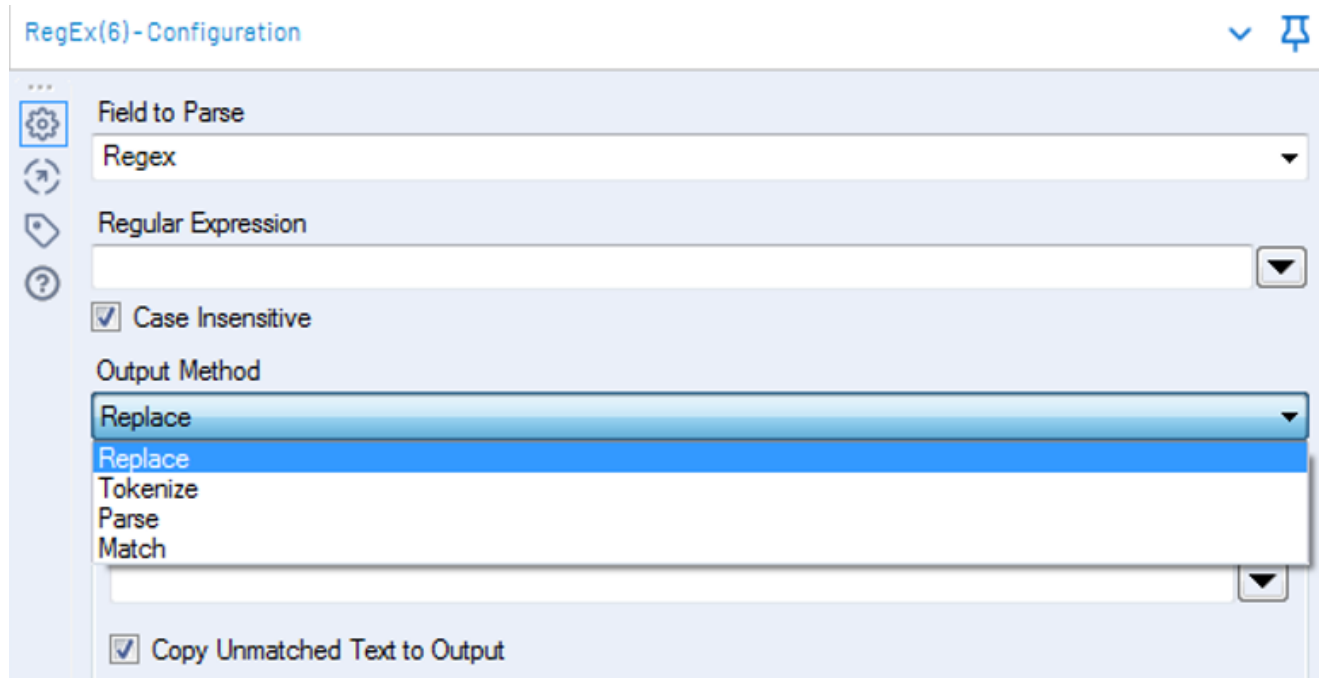 RegEx(6)-Configuration
Field to Parse
Regex
Regular Expression
Case Insensitive
Output Method
Replace
Replace
Tokenize
Parse
Match
Copy Unmatched Text to Output